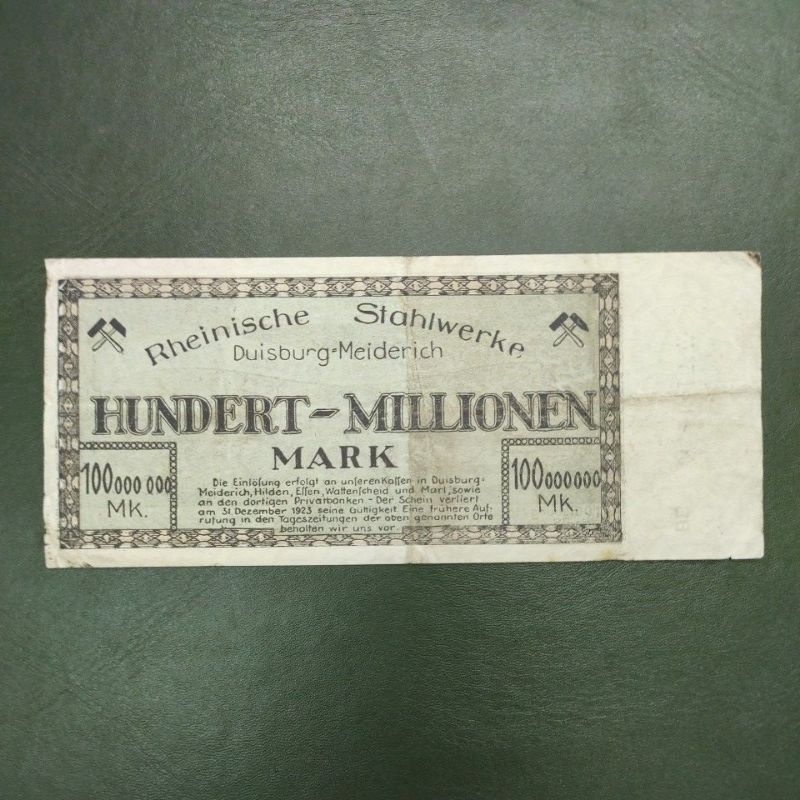 Rheinische Stahlwerke
Duisburg-Meiderich
HUNDERT-MILLIONEN
MARK
100000 000
MK.
100000000
MK.
Die Einlösung erfolgt an unseren Kassen in Duisburg-
Meiderich, Hilden, Essen, Wattenscheid und Marl, sowie
an den dortigen Privatbanken - Der Schein verliert
am 31. Dezember 1923 seine Gültigkeit Eine frühere Auf-
rufung in den Tageszeitungen der oben genannten Orte
behalten wir uns vor